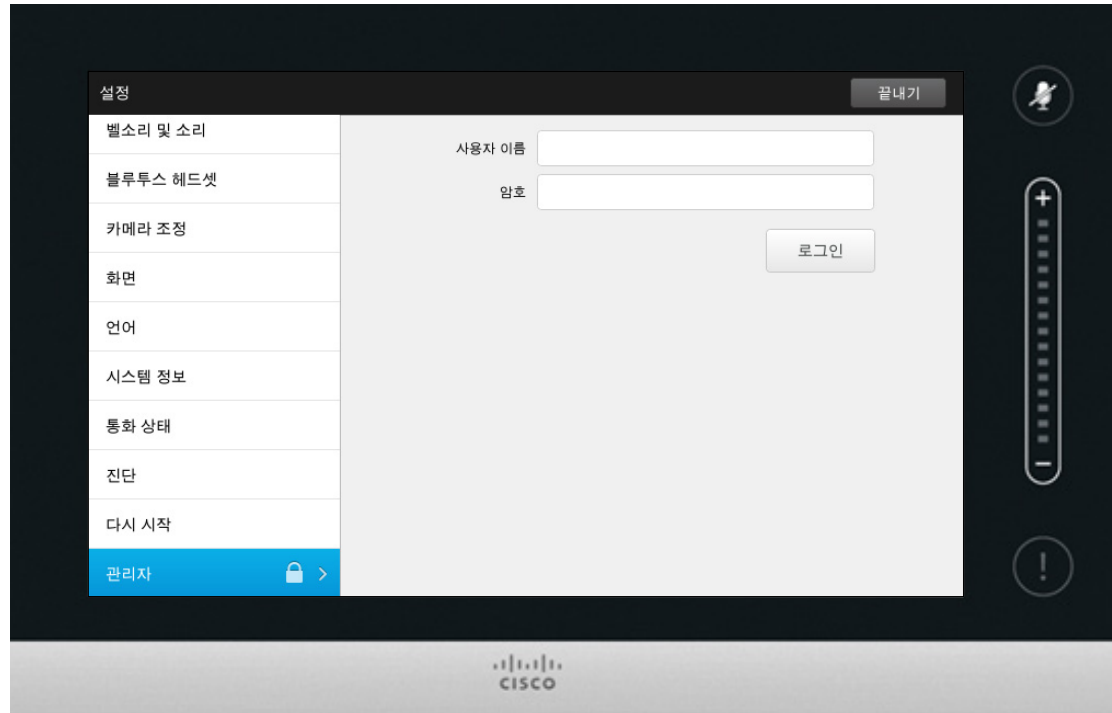 설정
끝내기
벨소리 및 소리
블루투스 헤드셋
카메라 조정
화면
언어
시스템 정보
통화 상태
진단
다시 시작
관리자
사용자 이름
암호
로그인
+
−
!
CISCO